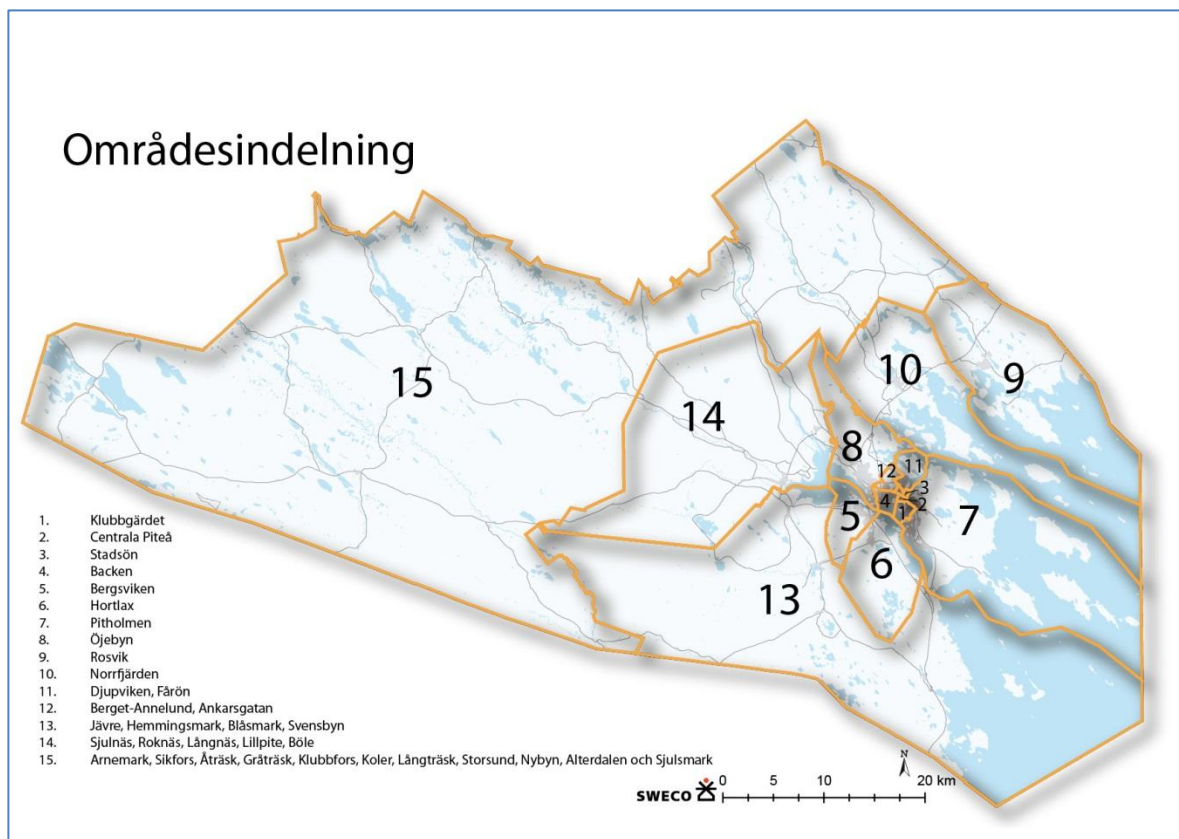 Områdesindelning
15
14
10
9
8
12
11
3
4
2
1
5
7
6
13
1. Klubbgärdet
2. Centrala Piteå
3. Stadsön
4. Backen
5. Bergsviken
6. Hortlax
7. Pitholmen
8. Öjebyn
9. Rosvik
10. Norrfjärden
11. Djupviken, Fårön
12. Berget-Annelund, Ankarsgatan
13. Jävre, Hemmingsmark, Blåsmark, Svensbyn
14. Sjulnäs, Roknäs, Långnäs, Lillpite, Böle
15. Arnemark, Sikfors, Åträsk, Gråträsk, Klubbfors, Koler, Långträsk, Storsund, Nybyn, Alterdalen och Sjulsmark
N
SWECO
0 5 10 20 km